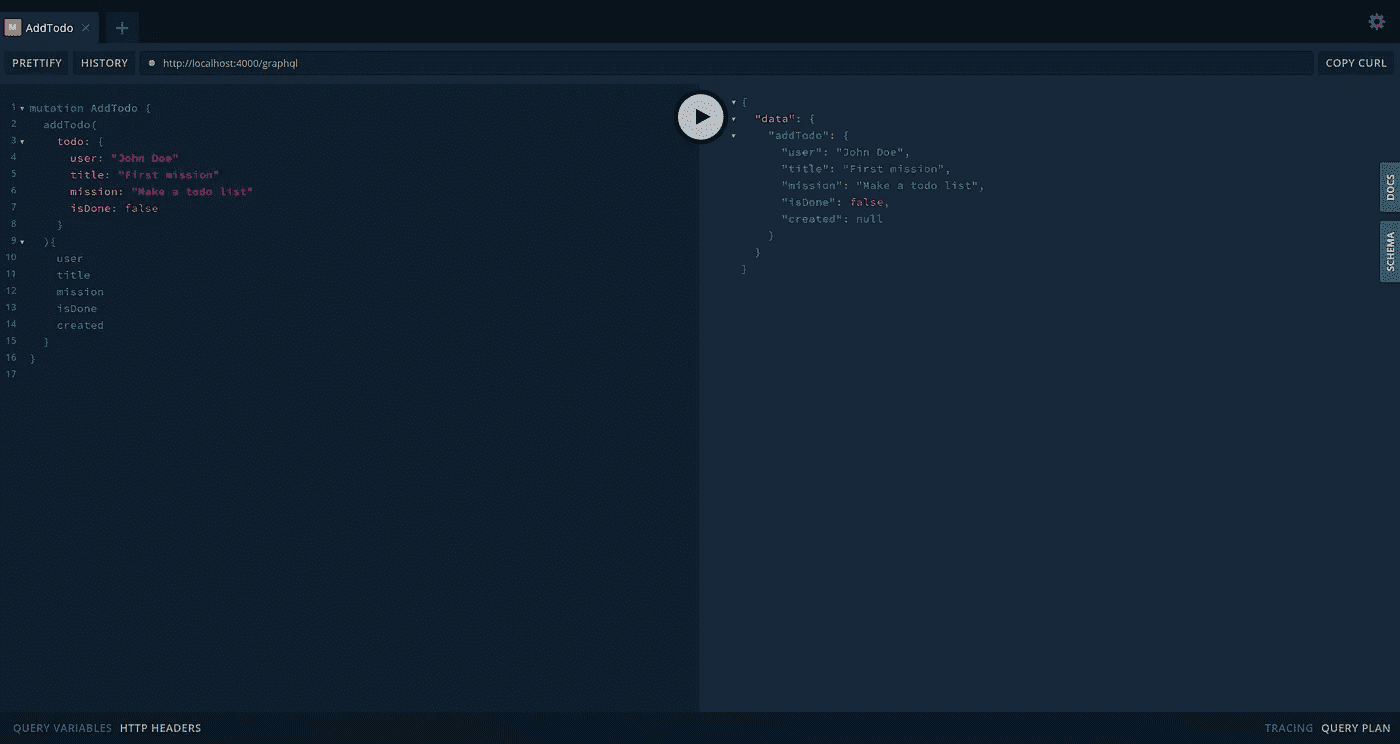 M AddTodo ×
PRETTIFY HISTORY http://localhost:4000/graphql COPY CURL
1 mutation AddTodo {
2 addTodo(
3 todo: {
4 user: "John Doe"
5 title: "First mission"
6 mission: "Make a todo list"
7 isDone: false
8 }
9 ){
10 user
11 title
12 mission
13 isDone
14 created
15 }
16 }
17
{
"data": {
"addTodo": {
"user": "John Doe",
"title": "First mission",
"mission": "Make a todo list",
"isDone": false,
"created": null
}
}
}
DOCS
SCHEMA
QUERY VARIABLES HTTP HEADERS
TRACING QUERY PLAN